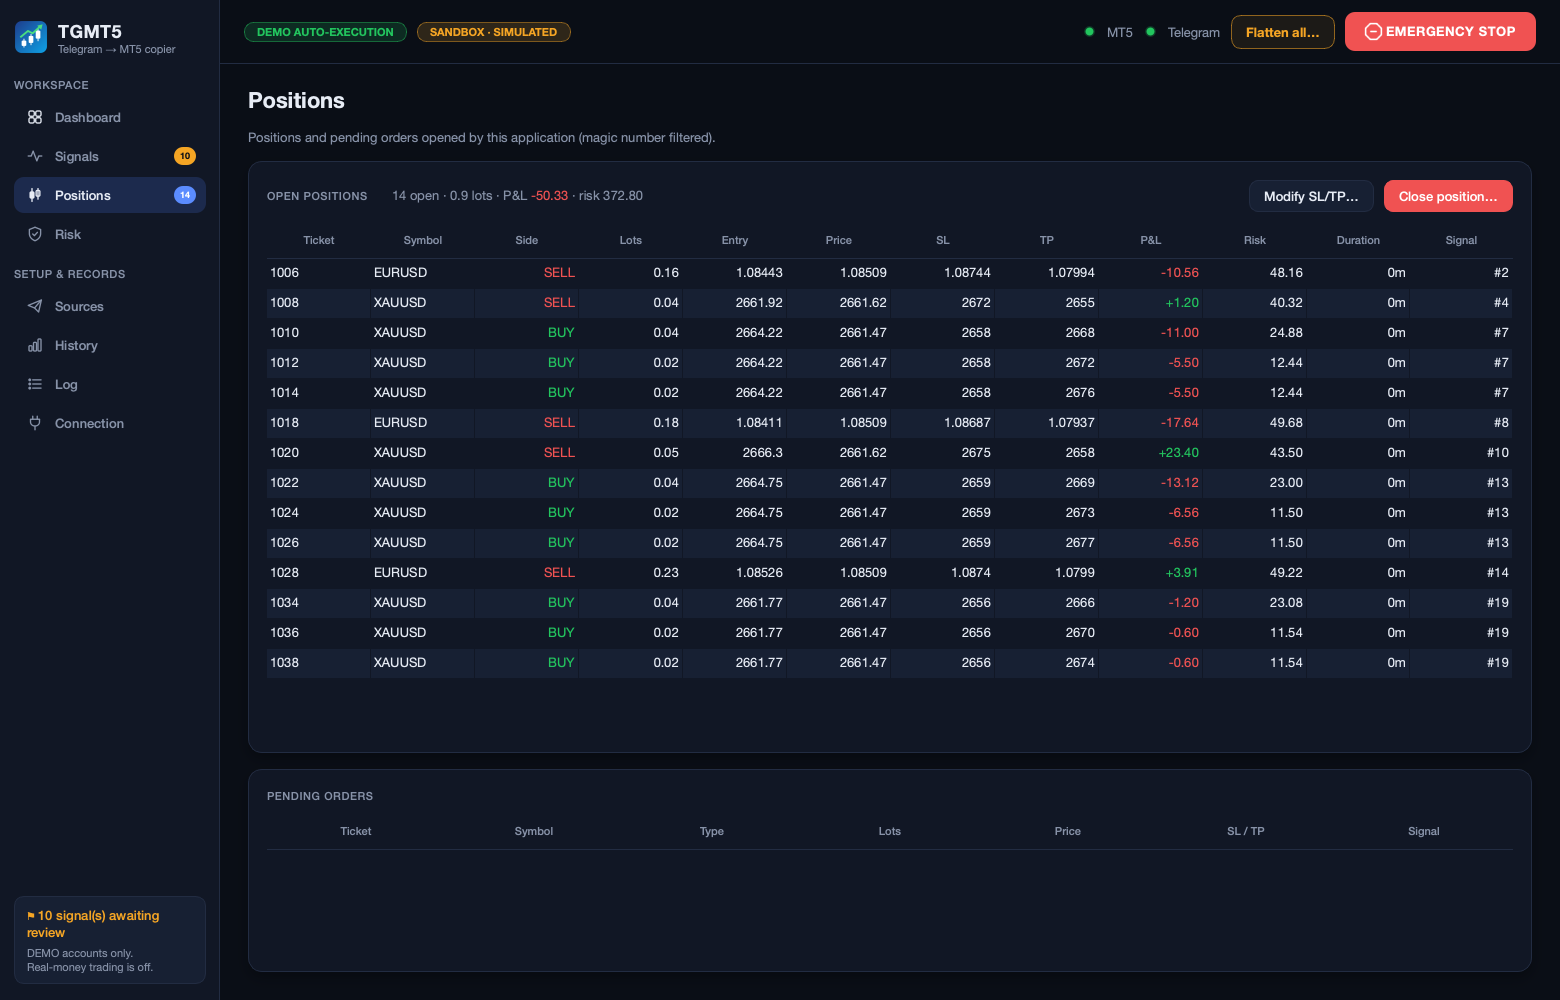 TGMT5
Telegram → MT5 copier
WORKSPACE
Dashboard
Signals 10
Positions 14
Risk
SETUP & RECORDS
Sources
History
Log
Connection
⚑ 10 signal(s) awaiting
review
DEMO accounts only.
Real-money trading is off.
DEMO AUTO-EXECUTION SANDBOX · SIMULATED MT5 Telegram Flatten all... EMERGENCY STOP
Positions
Positions and pending orders opened by this application (magic number filtered).
OPEN POSITIONS 14 open · 0.9 lots · P&L -50.33 · risk 372.80 Modify SL/TP... Close position...
Ticket Symbol Side Lots Entry Price SL TP P&L Risk Duration Signal
1006 EURUSD SELL 0.16 1.08443 1.08509 1.08744 1.07994 -10.56 48.16 0m #2
1008 XAUUSD SELL 0.04 2661.92 2661.62 2672 2655 +1.20 40.32 0m #4
1010 XAUUSD BUY 0.04 2664.22 2661.47 2658 2668 -11.00 24.88 0m #7
1012 XAUUSD BUY 0.02 2664.22 2661.47 2658 2672 -5.50 12.44 0m #7
1014 XAUUSD BUY 0.02 2664.22 2661.47 2658 2676 -5.50 12.44 0m #7
1018 EURUSD SELL 0.18 1.08411 1.08509 1.08687 1.07937 -17.64 49.68 0m #8
1020 XAUUSD SELL 0.05 2666.3 2661.62 2675 2658 +23.40 43.50 0m #10
1022 XAUUSD BUY 0.04 2664.75 2661.47 2659 2669 -13.12 23.00 0m #13
1024 XAUUSD BUY 0.02 2664.75 2661.47 2659 2673 -6.56 11.50 0m #13
1026 XAUUSD BUY 0.02 2664.75 2661.47 2659 2677 -6.56 11.50 0m #13
1028 EURUSD SELL 0.23 1.08526 1.08509 1.0874 1.0799 +3.91 49.22 0m #14
1034 XAUUSD BUY 0.04 2661.77 2661.47 2656 2666 -1.20 23.08 0m #19
1036 XAUUSD BUY 0.02 2661.77 2661.47 2656 2670 -0.60 11.54 0m #19
1038 XAUUSD BUY 0.02 2661.77 2661.47 2656 2674 -0.60 11.54 0m #19
PENDING ORDERS
Ticket Symbol Type Lots Price SL / TP Signal